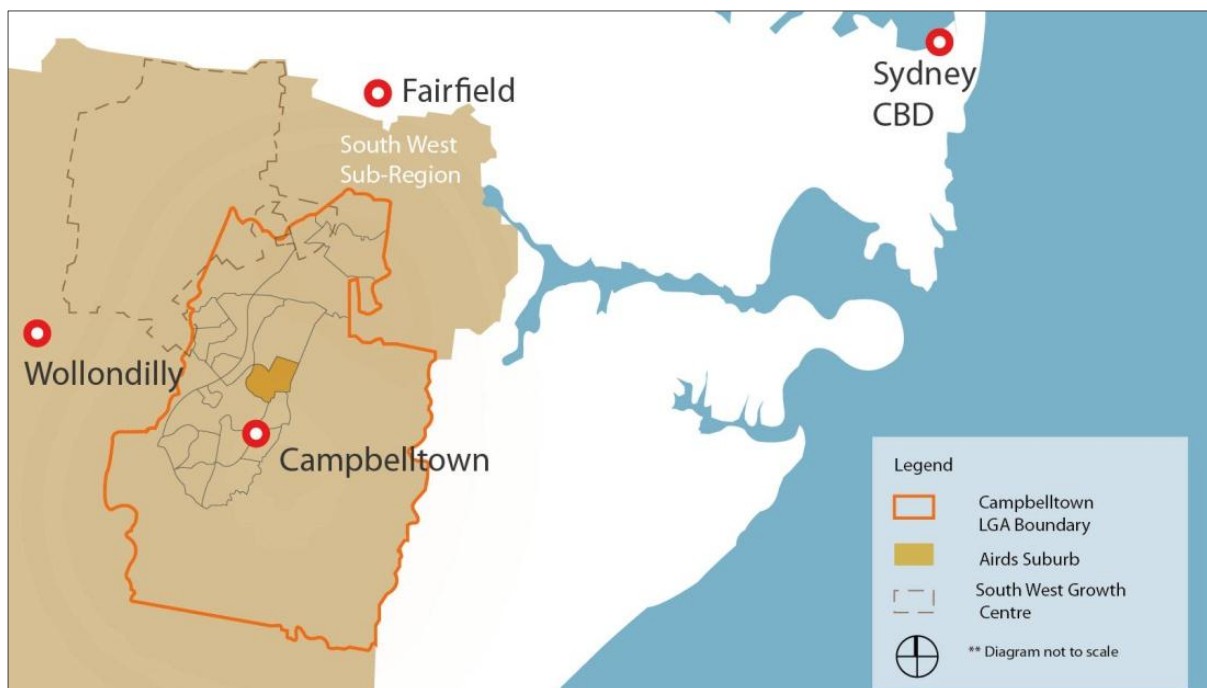 Sydney
CBD
Fairfield
South West
Sub-Region
Wollondilly
Campbelltown
Legend
Campbelltown
LGA Boundary
Airds Suburb
South West Growth
Centre
** Diagram not to scale